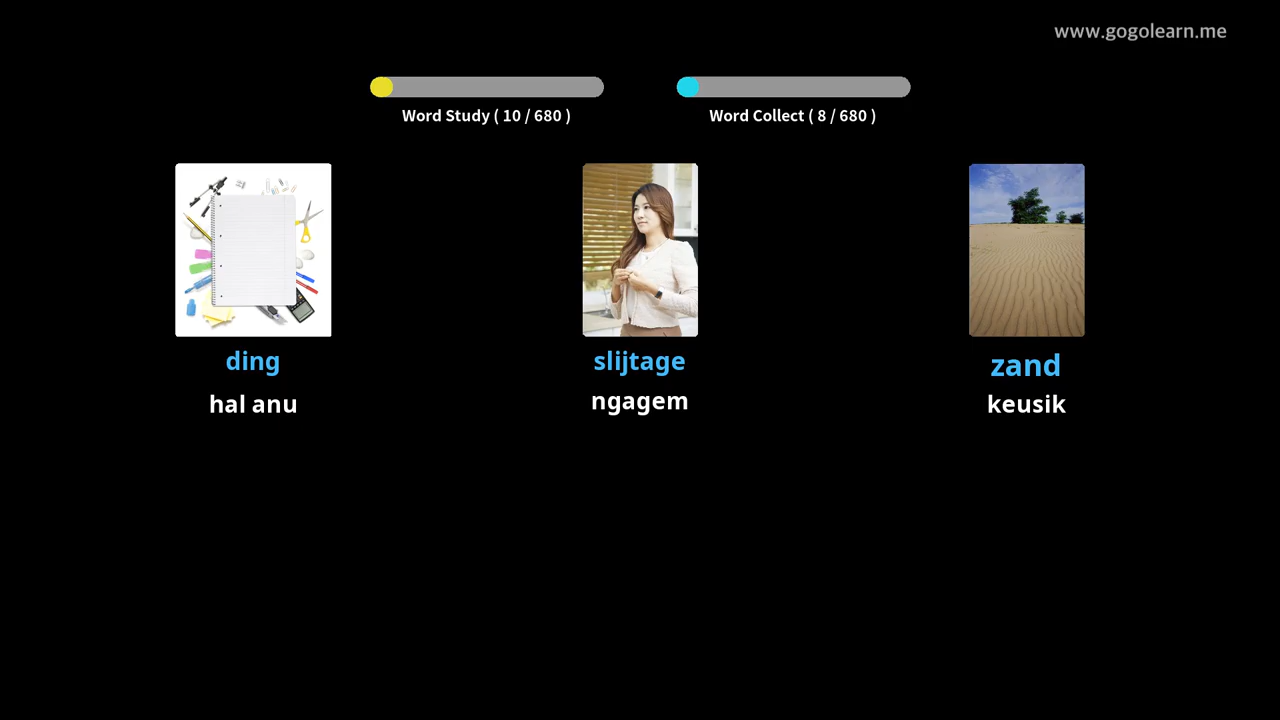 www.gogolearn.me
Word Study ( 10 / 680 )
Word Collect ( 8 / 680 )
ding
hal anu
slijtage
ngagem
zand
keusik